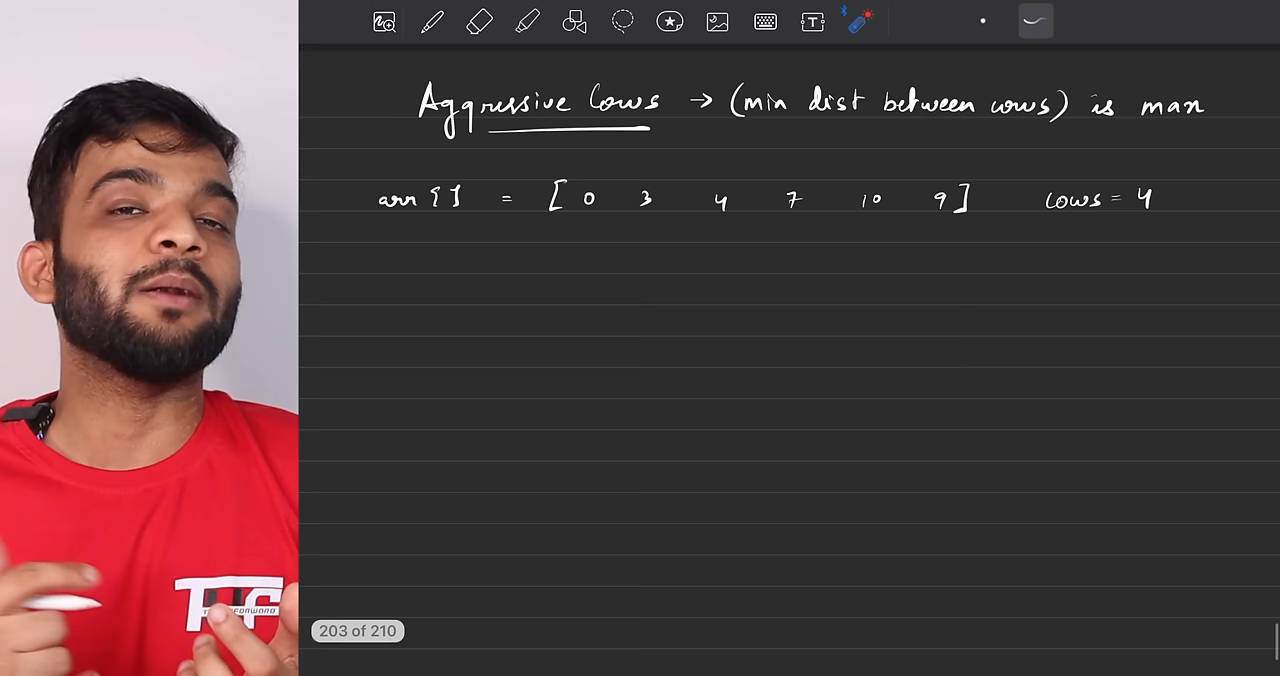 Aggressive Cows → (min dist between cows) is max
arr [ ] = [ 0 3 4 7 10 9 ] cows = 4
203 of 210
TUF